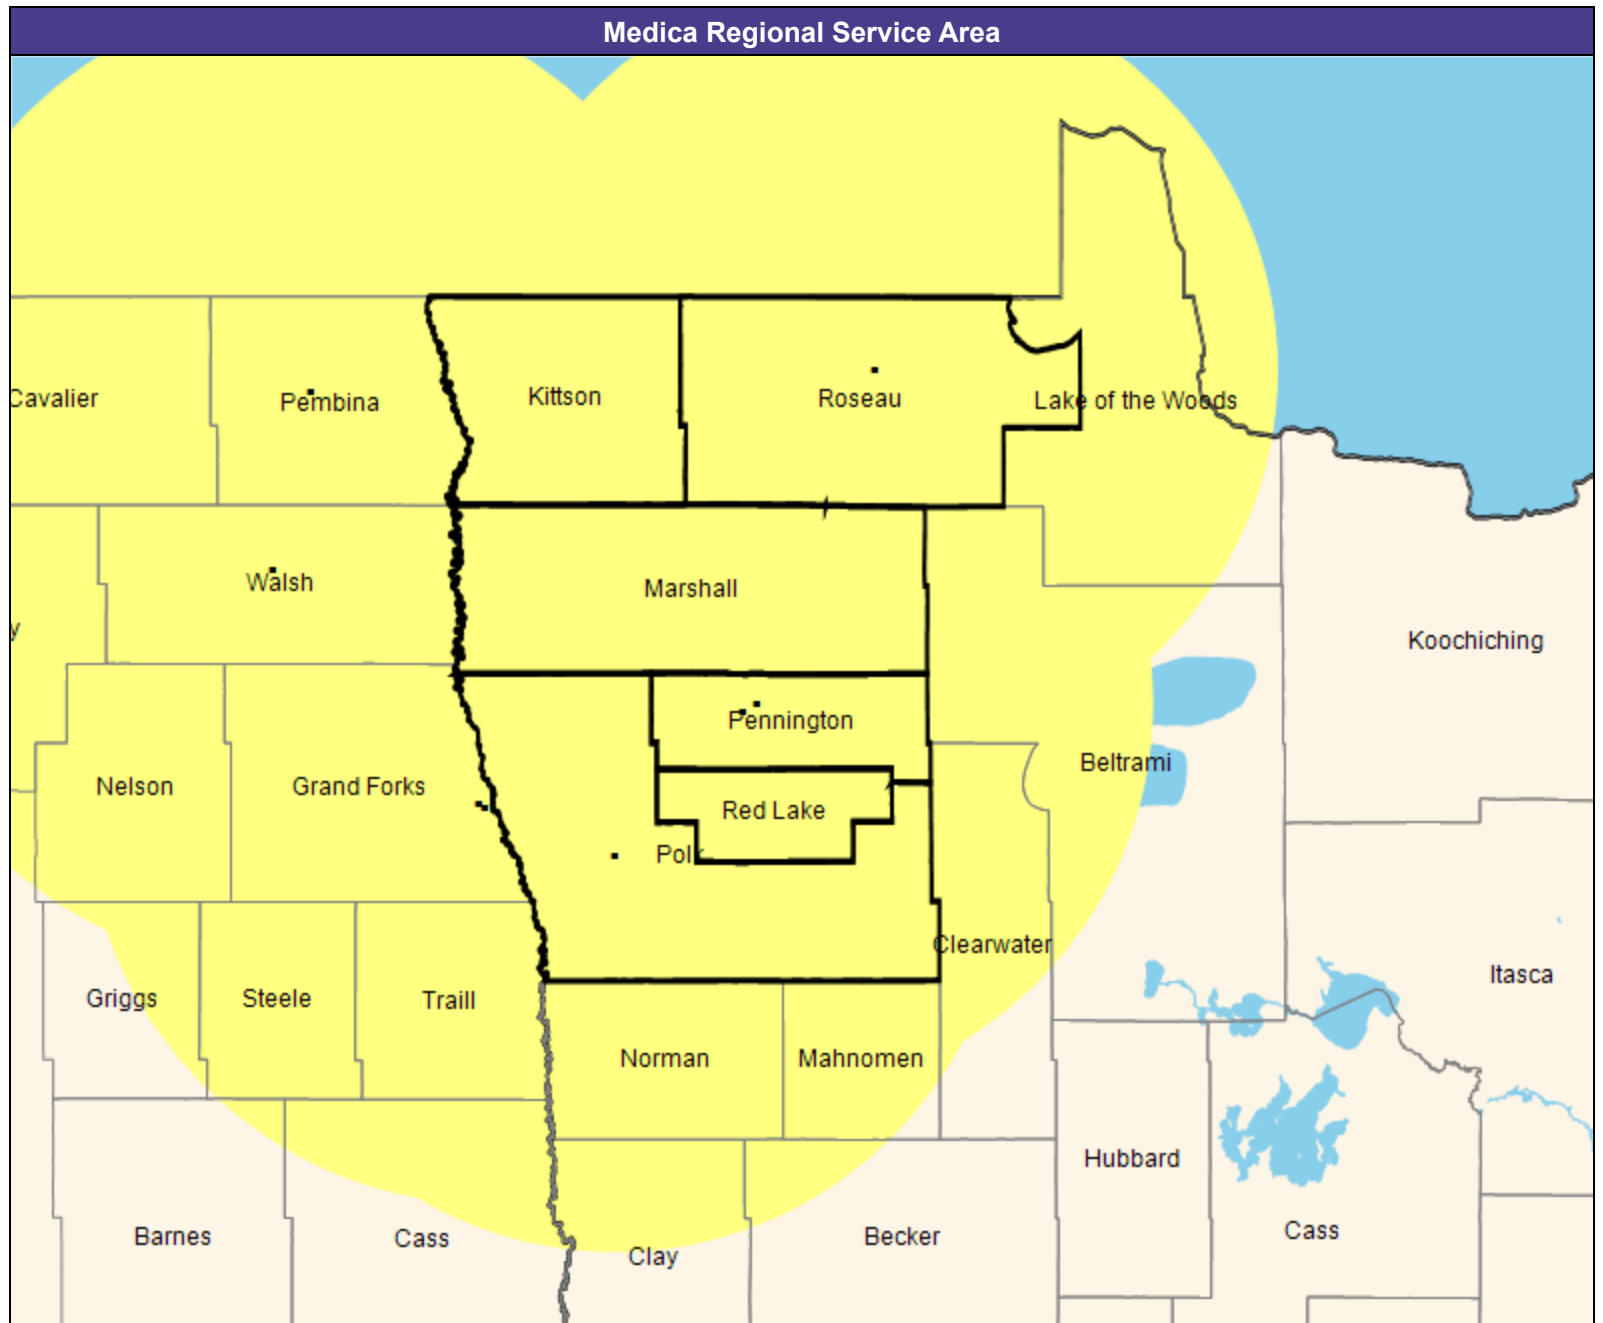 Medica Regional Service Area
Cavalier
Pembina
Kittson
Roseau
Lake of the Woods
Walsh
Marshall
y
Koochiching
Pennington
Nelson
Grand Forks
Beltrami
Red Lake
Polk
Clearwater
Griggs
Steele
Traill
Itasca
Norman
Mahnomen
Hubbard
Barnes
Cass
Clay
Becker
Cass